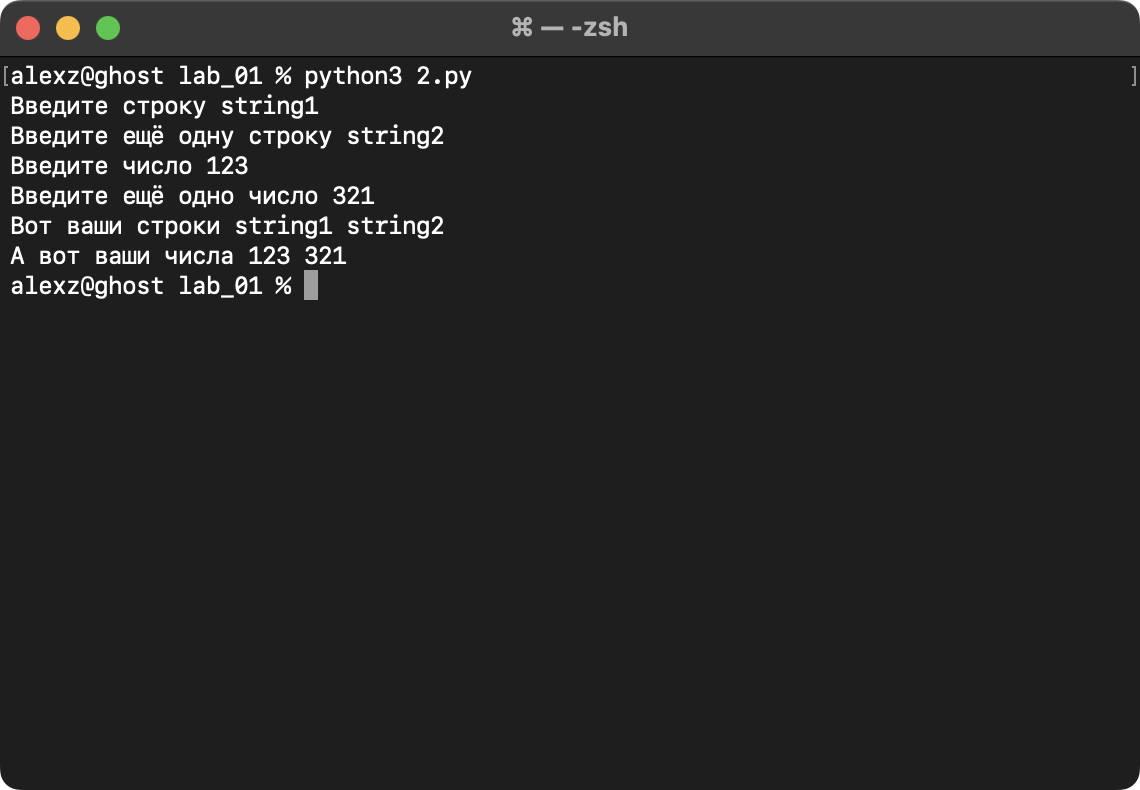 ⌘ — -zsh
[alexz@ghost lab_01 % python3 2.py ]
Введите строку string1
Введите ещё одну строку string2
Введите число 123
Введите ещё одно число 321
Вот ваши строки string1 string2
А вот ваши числа 123 321
alexz@ghost lab_01 %